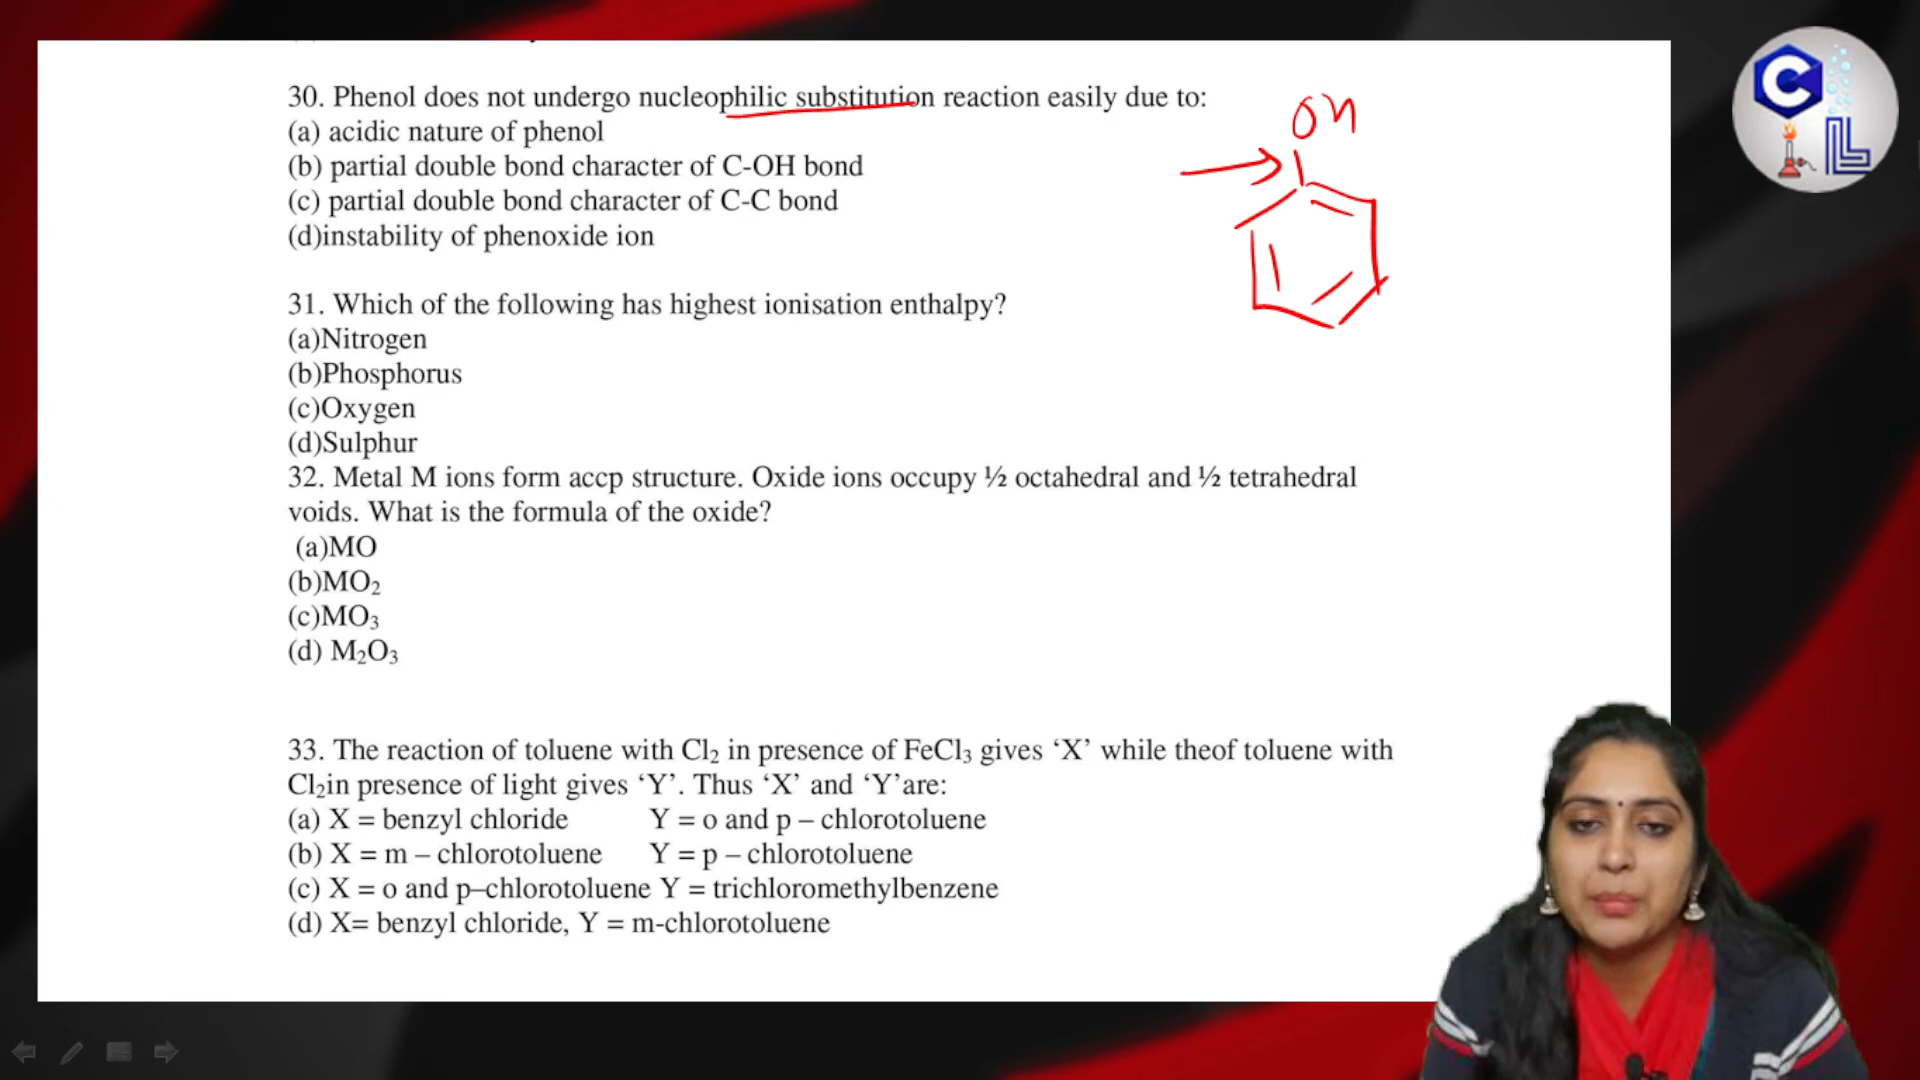 30. Phenol does not undergo nucleophilic substitution reaction easily due to:
(a) acidic nature of phenol
(b) partial double bond character of C-OH bond
(c) partial double bond character of C-C bond
(d)instability of phenoxide ion
OH
31. Which of the following has highest ionisation enthalpy?
(a)Nitrogen
(b)Phosphorus
(c)Oxygen
(d)Sulphur
32. Metal M ions form accp structure. Oxide ions occupy ½ octahedral and ½ tetrahedral
voids. What is the formula of the oxide?
(a)MO
(b)MO₂
(c)MO₃
(d) M₂O₃
33. The reaction of toluene with Cl₂ in presence of FeCl₃ gives ‘X’ while theof toluene with
Cl₂in presence of light gives ‘Y’. Thus ‘X’ and ‘Y’are:
(a) X = benzyl chloride Y = o and p – chlorotoluene
(b) X = m – chlorotoluene Y = p – chlorotoluene
(c) X = o and p–chlorotoluene Y = trichloromethylbenzene
(d) X= benzyl chloride, Y = m-chlorotoluene
C
L